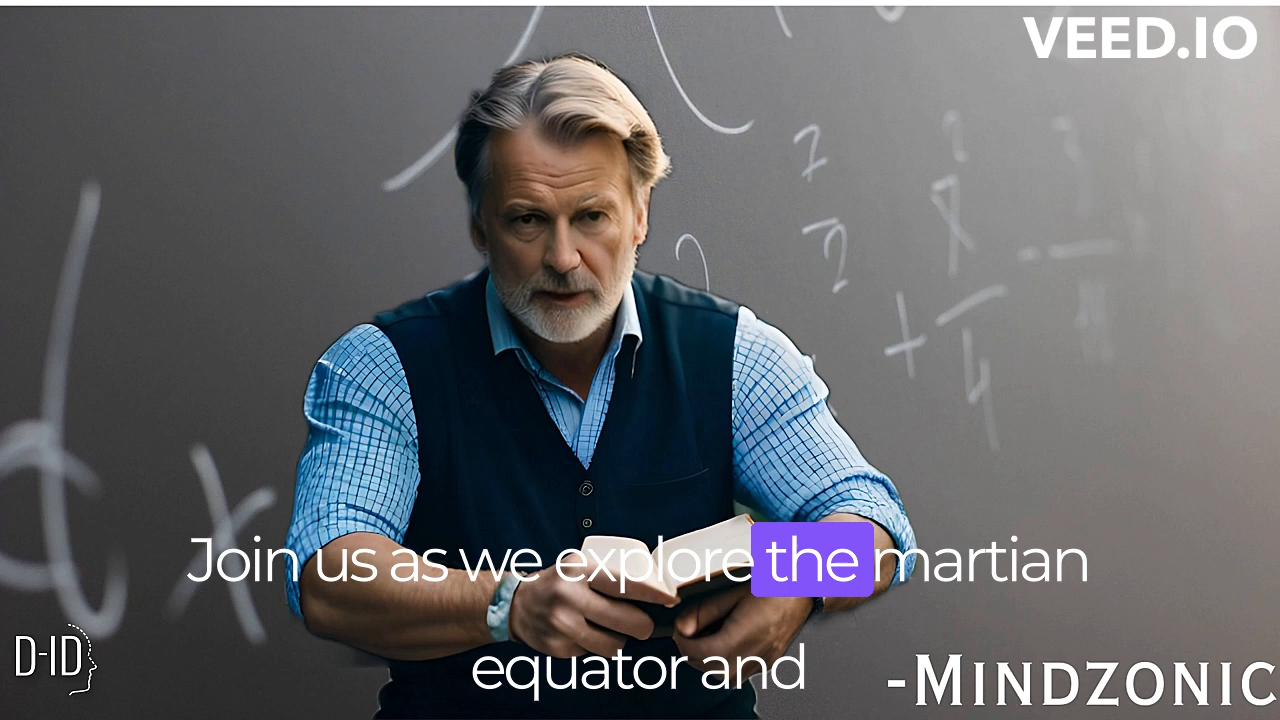 VEED.IO
Join us as we explore the martian
equator and
D-ID
-MINDZONIC